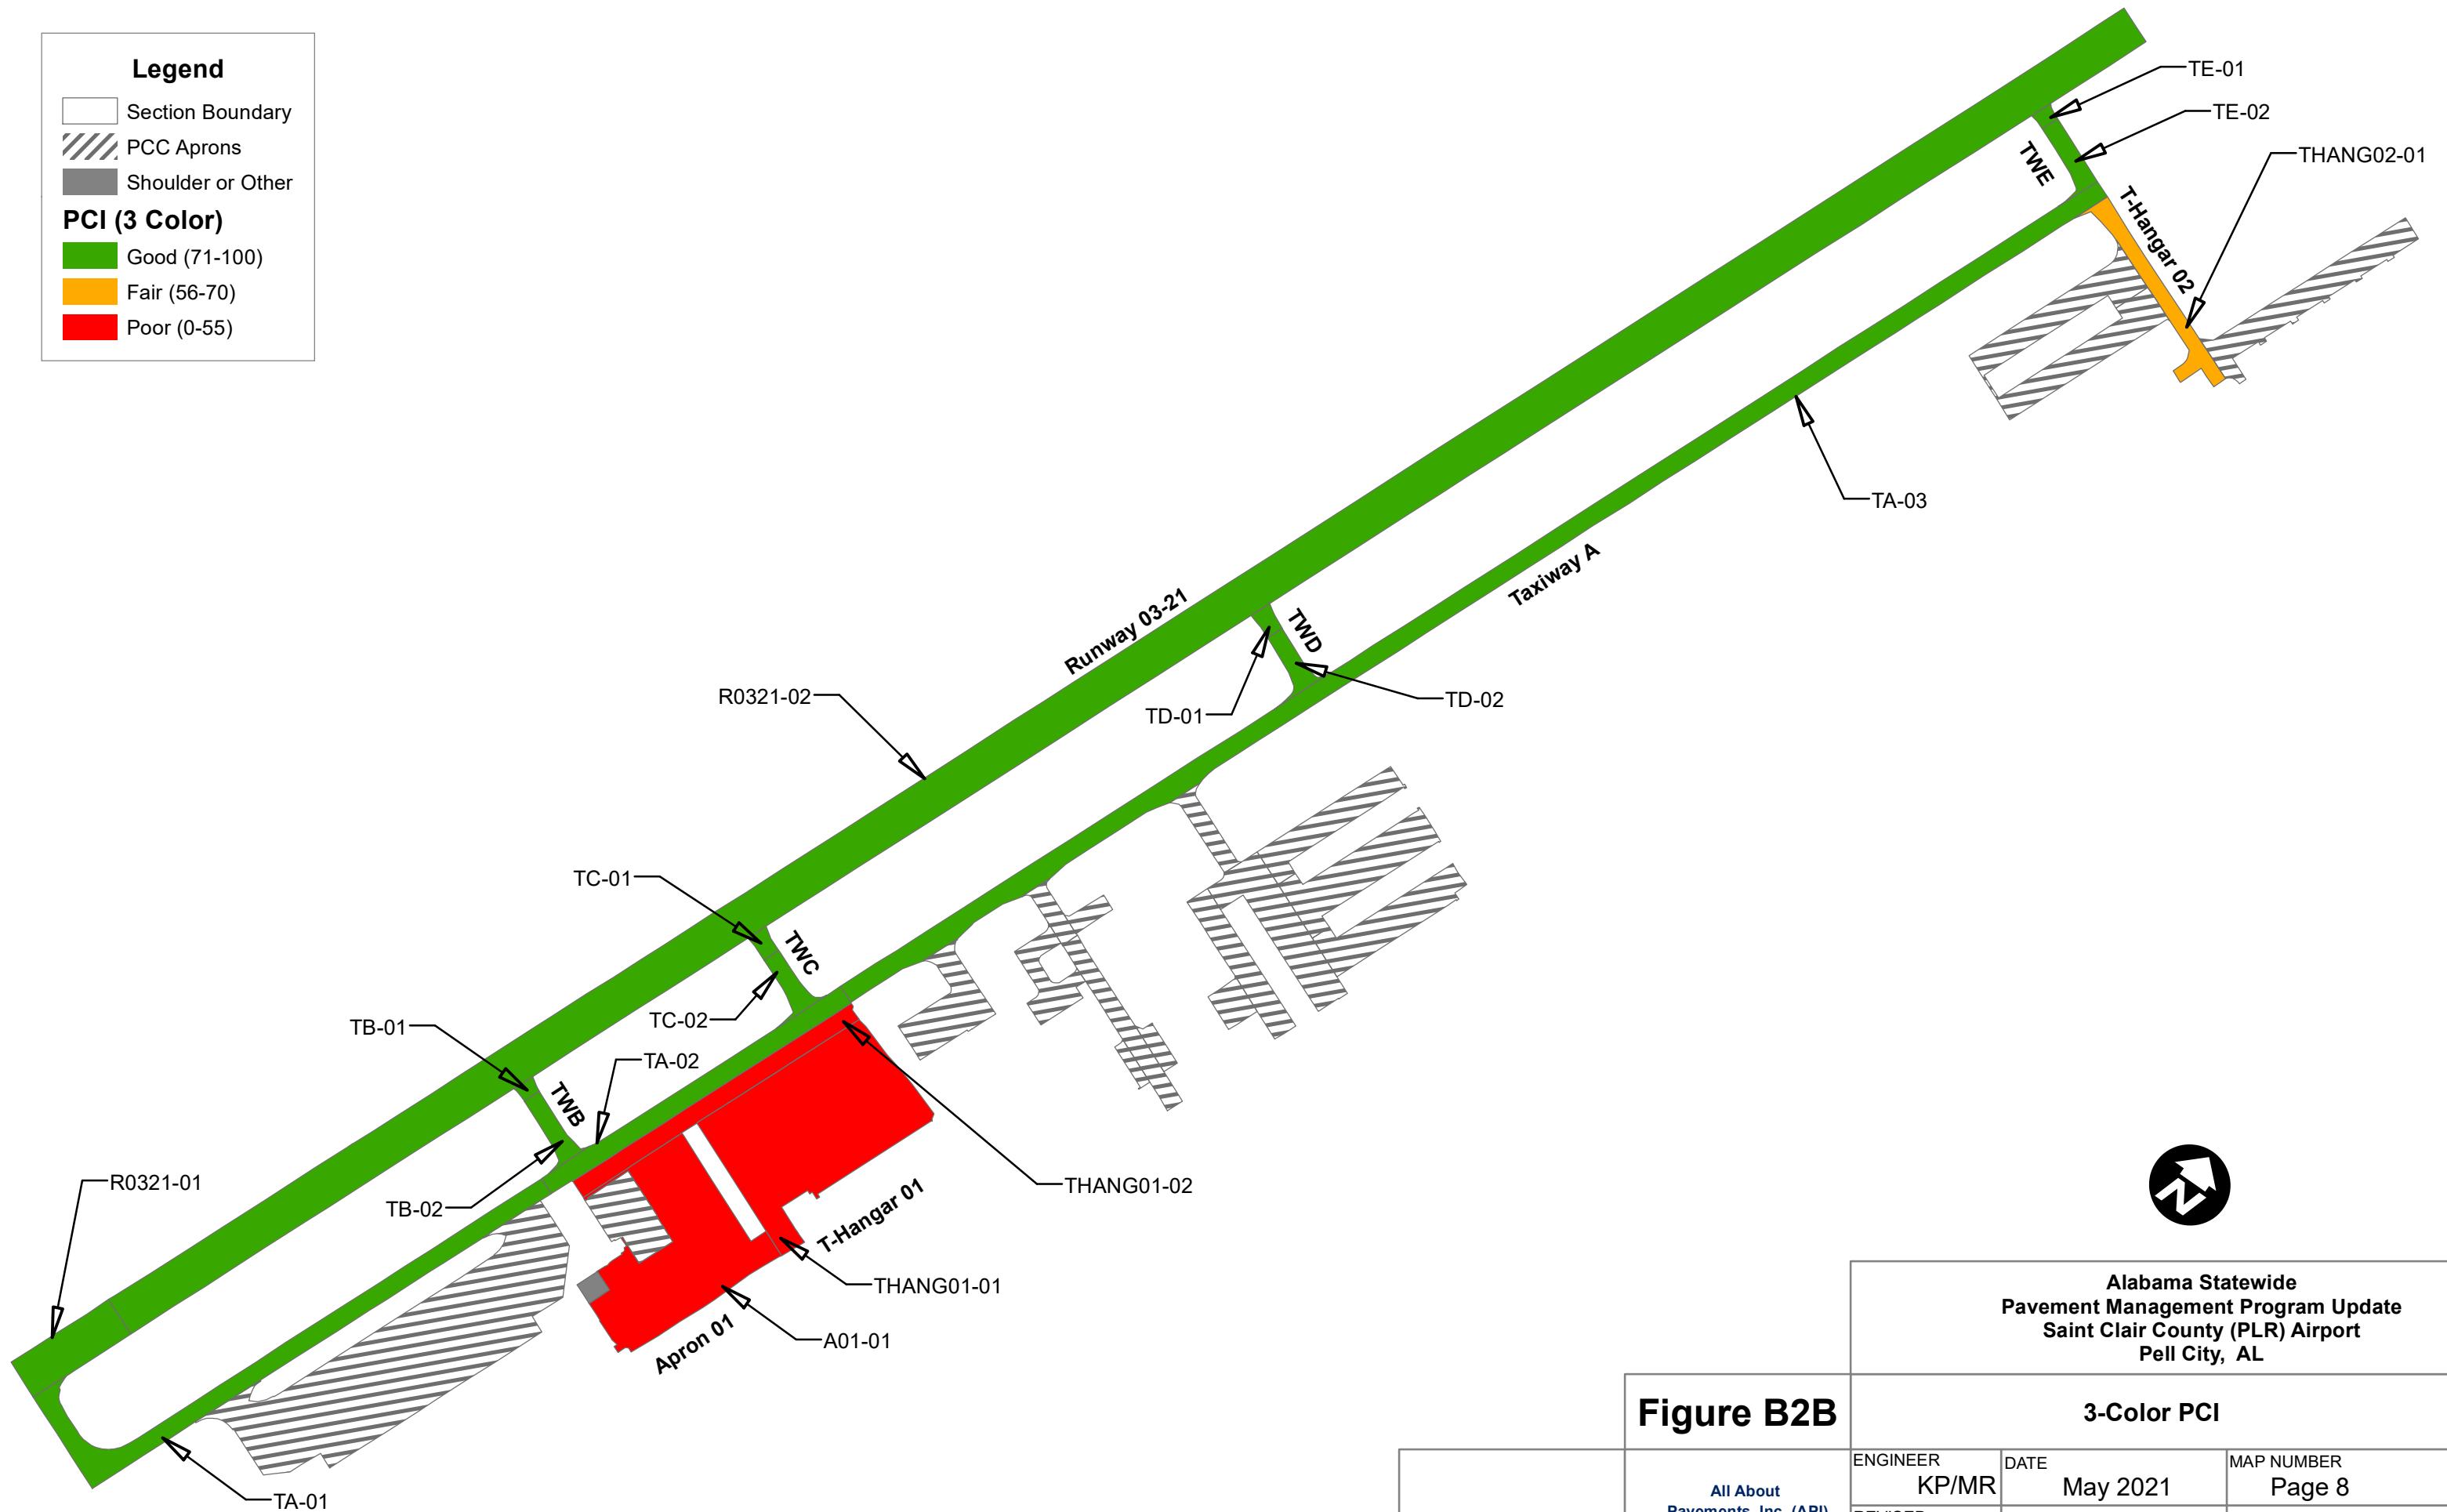 Legend
Section Boundary
PCC Aprons
Shoulder or Other
PCI (3 Color)
Good (71-100)
Fair (56-70)
Poor (0-55)
TE-01
TE-02
THANG02-01
TWE
T-Hangar 02
TA-03
Taxiway A
Runway 03-21
TWD
R0321-02
TD-01
TD-02
TC-01
TWC
TC-02
TB-01
TA-02
TWB
R0321-01
TB-02
THANG01-02
T-Hangar 01
THANG01-01
A01-01
Apron 01
TA-01
N
Alabama Statewide
Pavement Management Program Update
Saint Clair County (PLR) Airport
Pell City, AL
Figure B2B
3-Color PCI
ENGINEER
KP/MR
DATE
May 2021
MAP NUMBER
Page 8
All About
Pavements, Inc. (API)